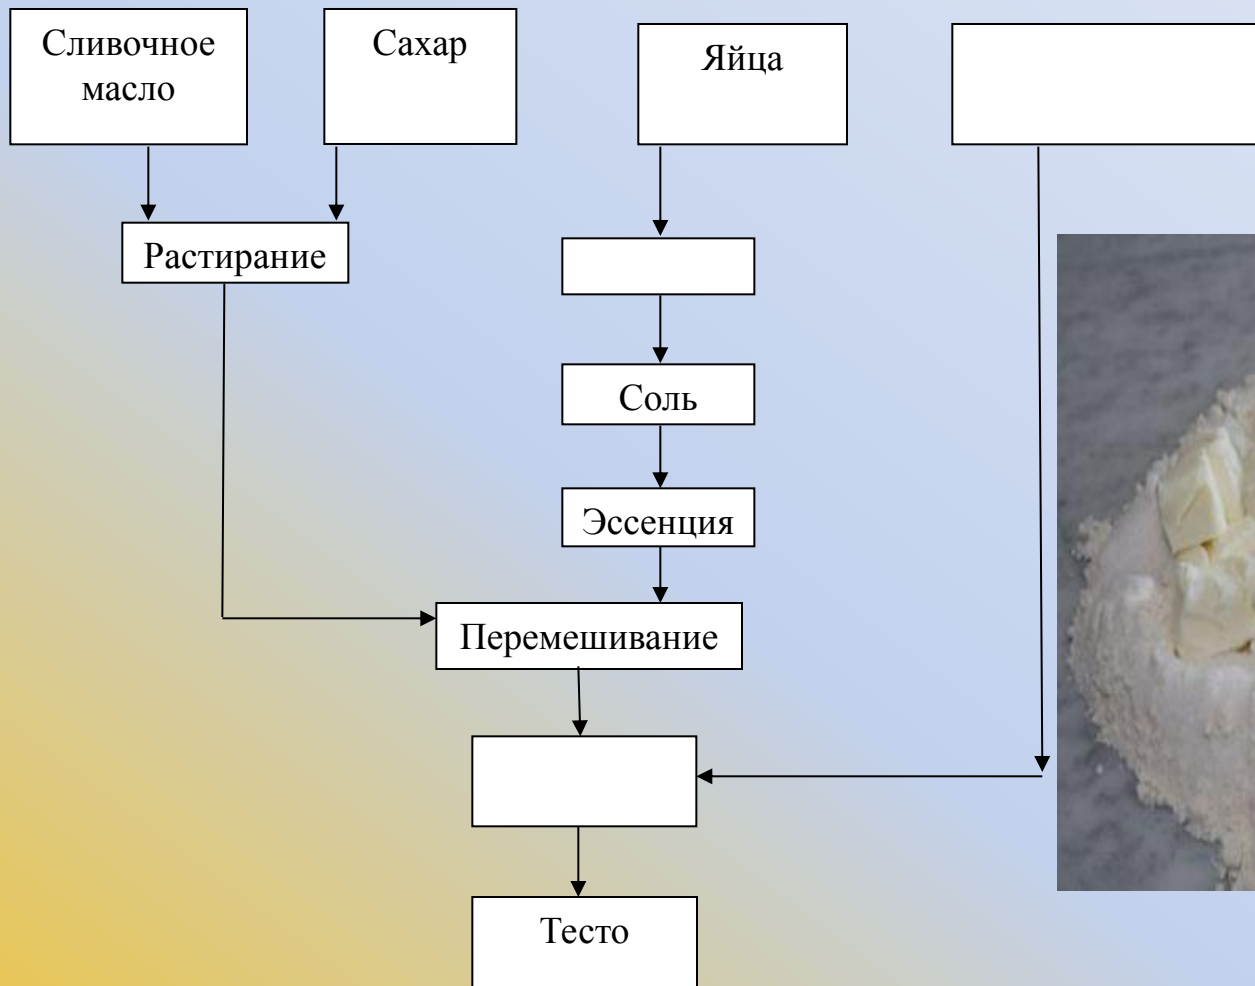 Сливочное
масло
Сахар
Яйца
Растирание
Соль
Эссенция
Перемешивание
Тесто